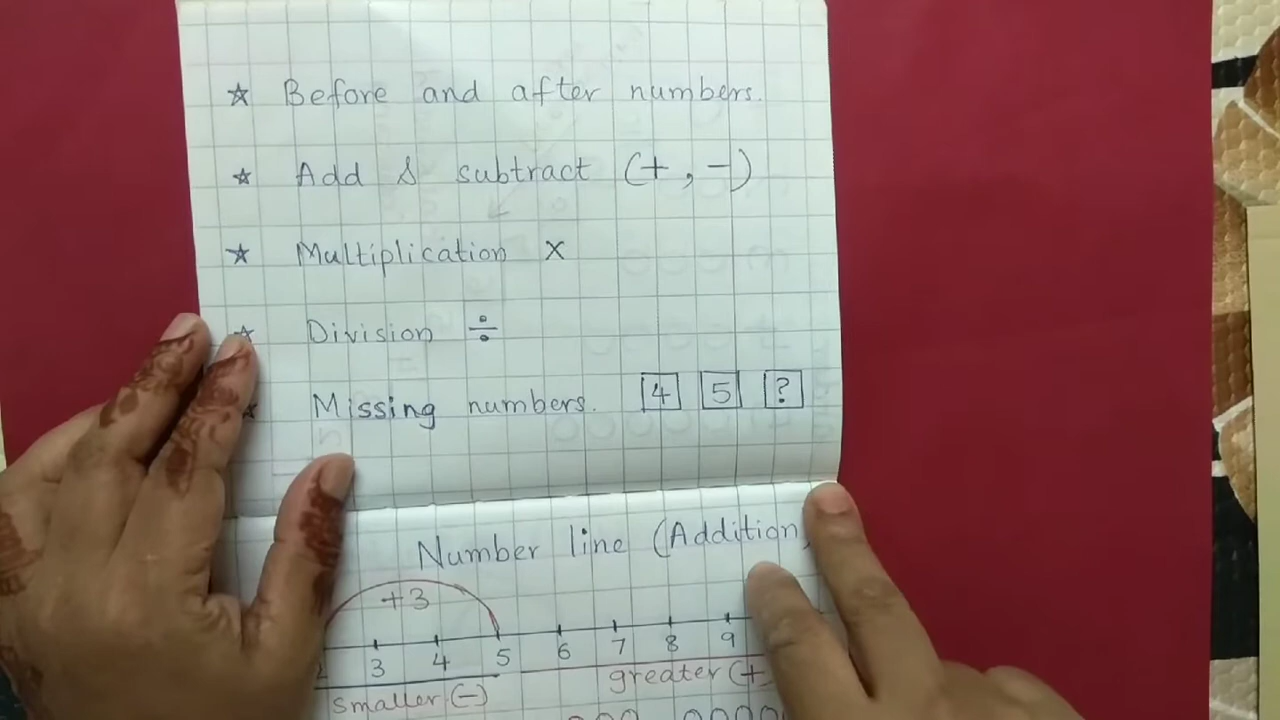 ☆ Before and after numbers.
☆ Add & subtract (+, -)
☆ Multiplication ×
☆ Division ÷
☆ Missing numbers. 4 5 ?
Number line (Addition,
+3
2 3 4 5 6 7 8 9
smaller (-) greater (+)